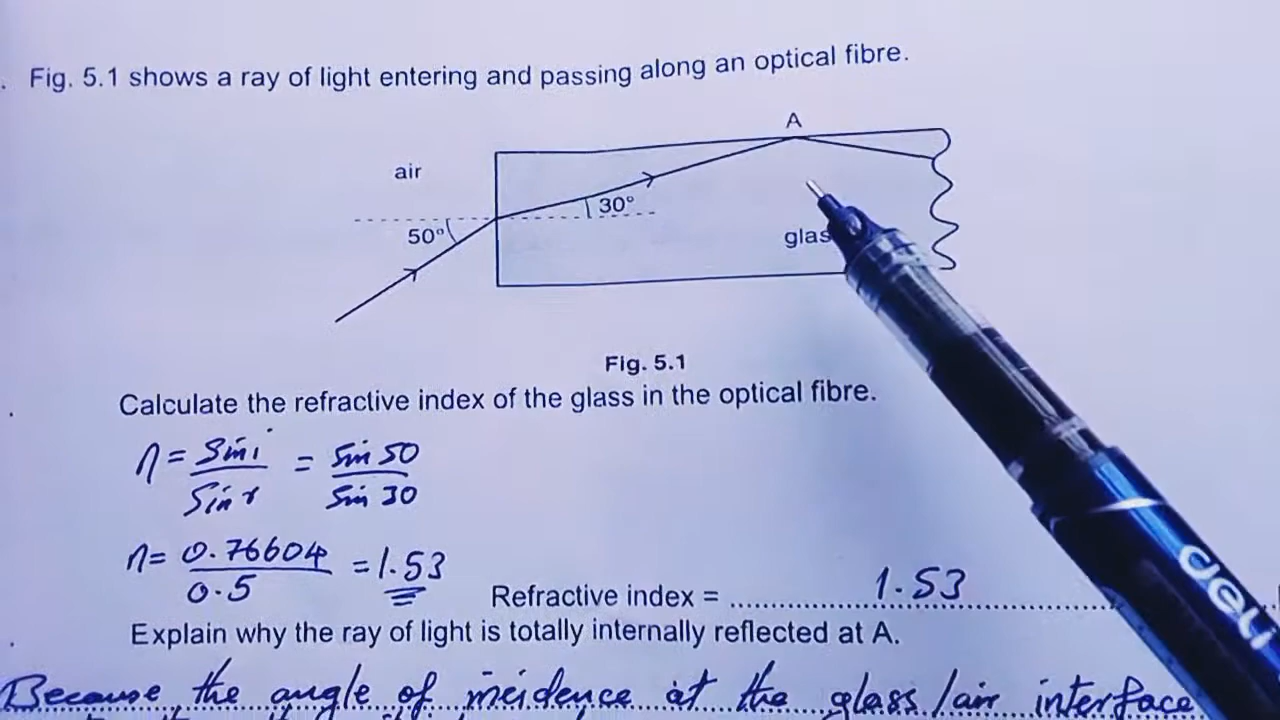 . Fig. 5.1 shows a ray of light entering and passing along an optical fibre.
A
air
30°
50°
glas
Fig. 5.1
Calculate the refractive index of the glass in the optical fibre.
n = Sin i / Sin r = Sin 50 / Sin 30
n = 0.76604 / 0.5 = 1.53
Refractive index = .......... 1.53 ..........
Explain why the ray of light is totally internally reflected at A.
Because, the angle of incidence at the glass/air interface
deli